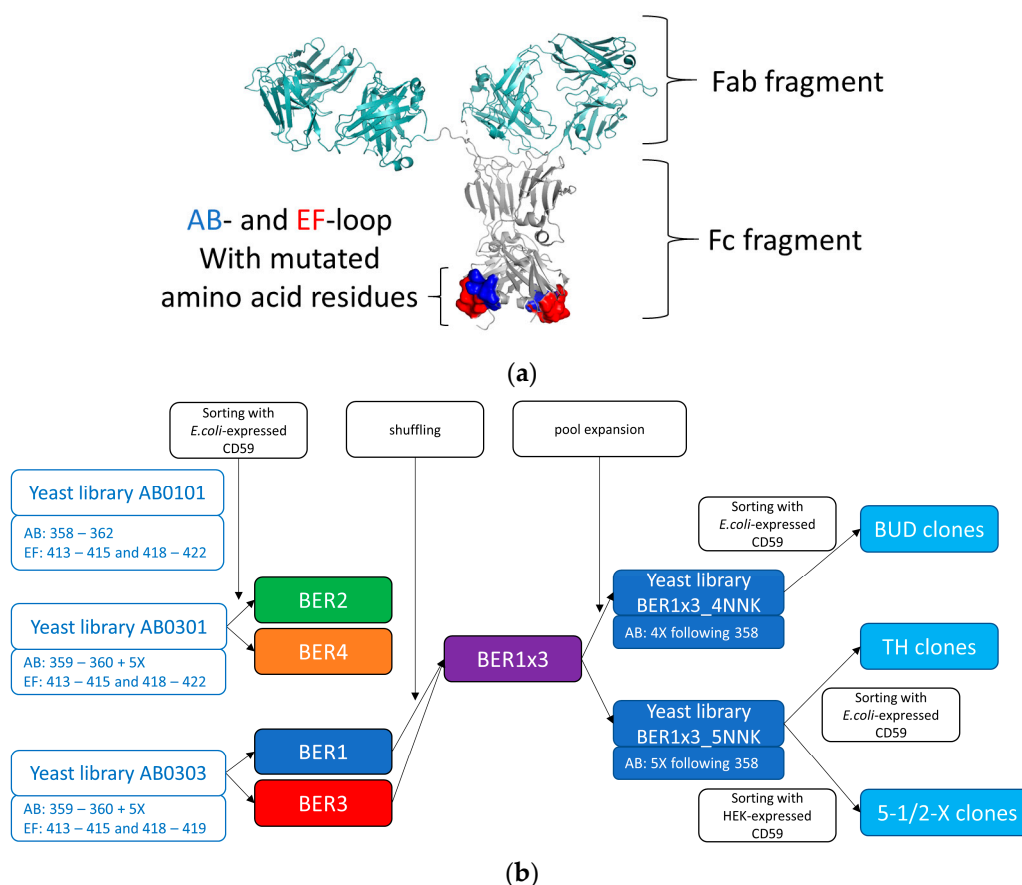 Fab fragment
AB- and EF-loop
With mutated
amino acid residues
Fc fragment
(a)
Sorting with
E.coli-expressed
CD59
shuffling
pool expansion
Yeast library AB0101
AB: 358 – 362
EF: 413 – 415 and 418 – 422
Sorting with
E.coli-expressed
CD59
BUD clones
BER2
Yeast library
BER1x3_4NNK
AB: 4X following 358
Yeast library AB0301
AB: 359 – 360 + 5X
EF: 413 – 415 and 418 – 422
BER4
BER1x3
TH clones
Yeast library
BER1x3_5NNK
AB: 5X following 358
Sorting with
E.coli-expressed
CD59
BER1
Yeast library AB0303
AB: 359 – 360 + 5X
EF: 413 – 415 and 418 – 419
BER3
Sorting with
HEK-expressed
CD59
5-1/2-X clones
(b)